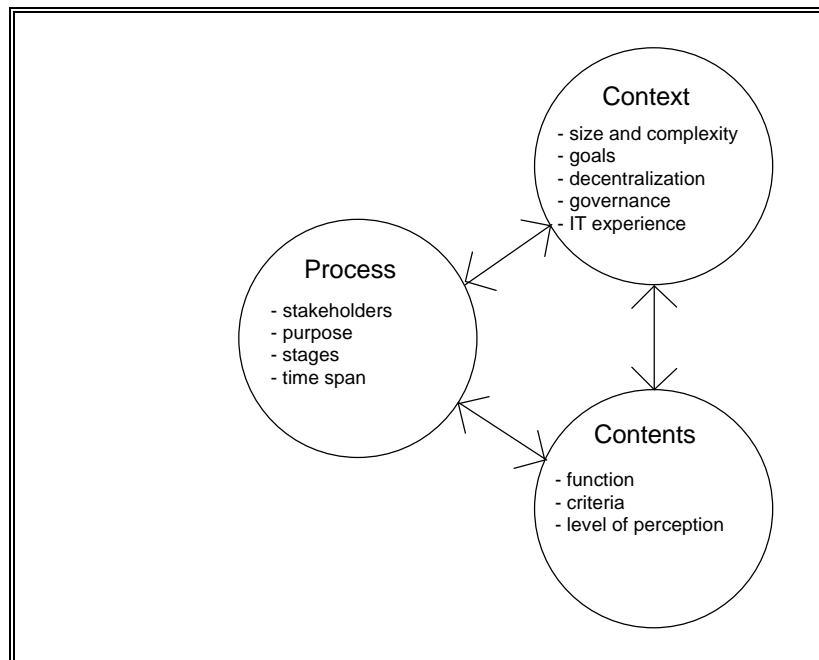 Context
- size and complexity
- goals
- decentralization
- governance
- IT experience
Process
- stakeholders
- purpose
- stages
- time span
Contents
- function
- criteria
- level of perception